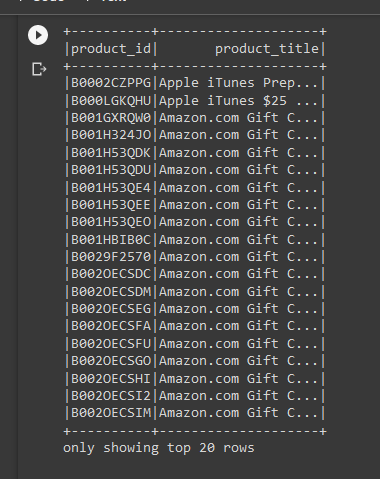 +----------+--------------------+
|product_id|       product_title|
+----------+--------------------+
|B0002CZPPG|Apple iTunes Prep...|
|B000LGKQHU|Apple iTunes $25 ...|
|B001GXRQW0|Amazon.com Gift C...|
|B001H324JO|Amazon.com Gift C...|
|B001H53QDK|Amazon.com Gift C...|
|B001H53QDU|Amazon.com Gift C...|
|B001H53QE4|Amazon.com Gift C...|
|B001H53QEE|Amazon.com Gift C...|
|B001H53QEO|Amazon.com Gift C...|
|B001HBIB0C|Amazon.com Gift C...|
|B0029F2570|Amazon.com Gift C...|
|B002OECSDC|Amazon.com Gift C...|
|B002OECSDM|Amazon.com Gift C...|
|B002OECSEG|Amazon.com Gift C...|
|B002OECSFA|Amazon.com Gift C...|
|B002OECSFU|Amazon.com Gift C...|
|B002OECSGO|Amazon.com Gift C...|
|B002OECSHI|Amazon.com Gift C...|
|B002OECSI2|Amazon.com Gift C...|
|B002OECSIM|Amazon.com Gift C...|
+----------+--------------------+
only showing top 20 rows